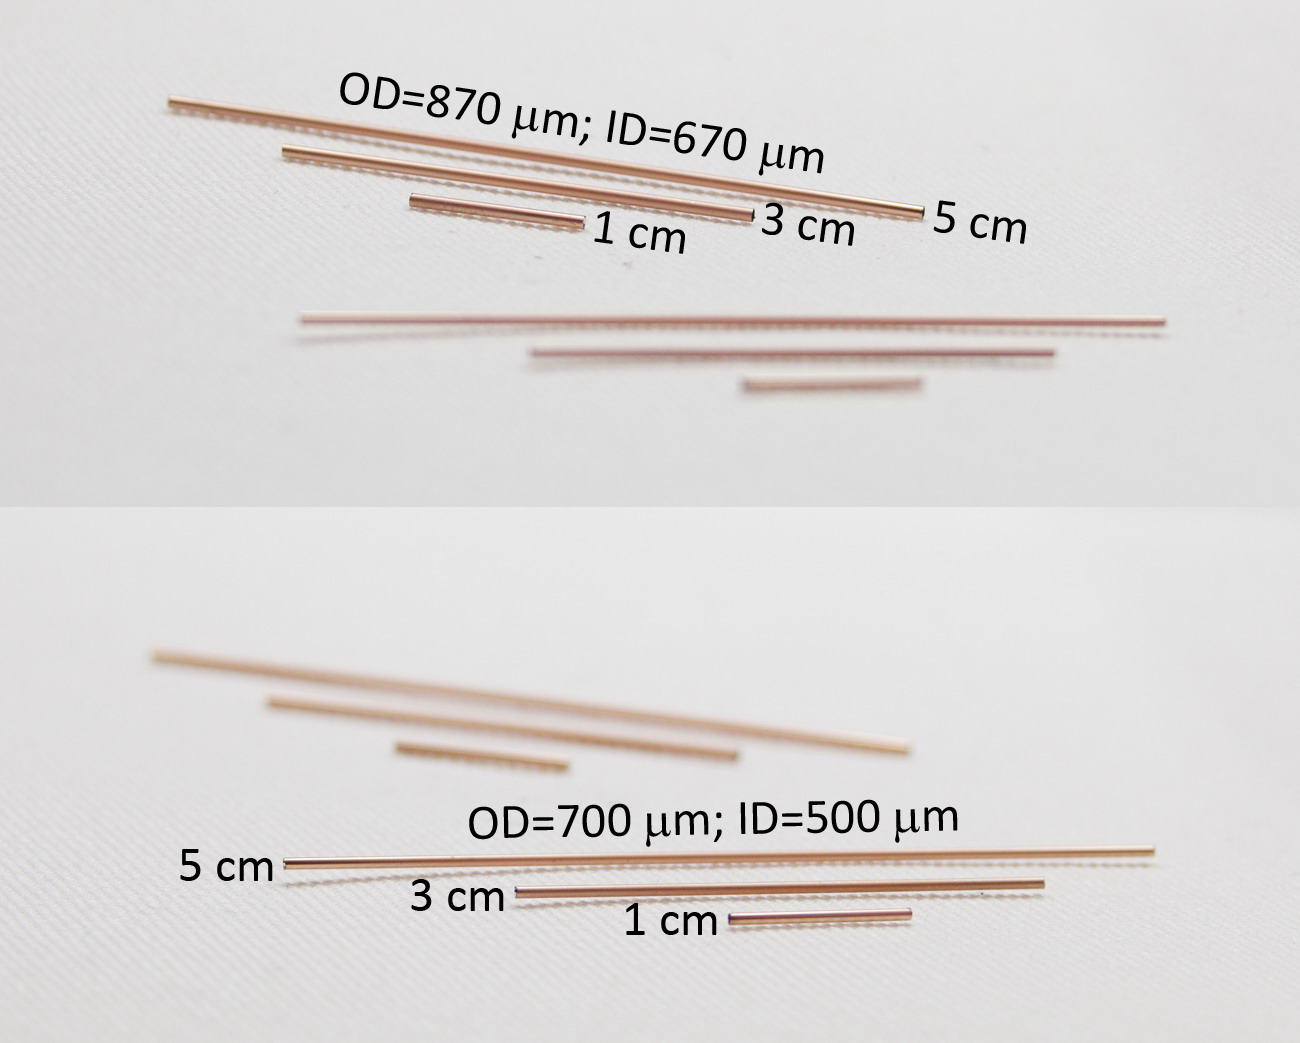 OD=870 μm; ID=670 μm
5 cm
3 cm
1 cm
OD=700 μm; ID=500 μm
5 cm
3 cm
1 cm